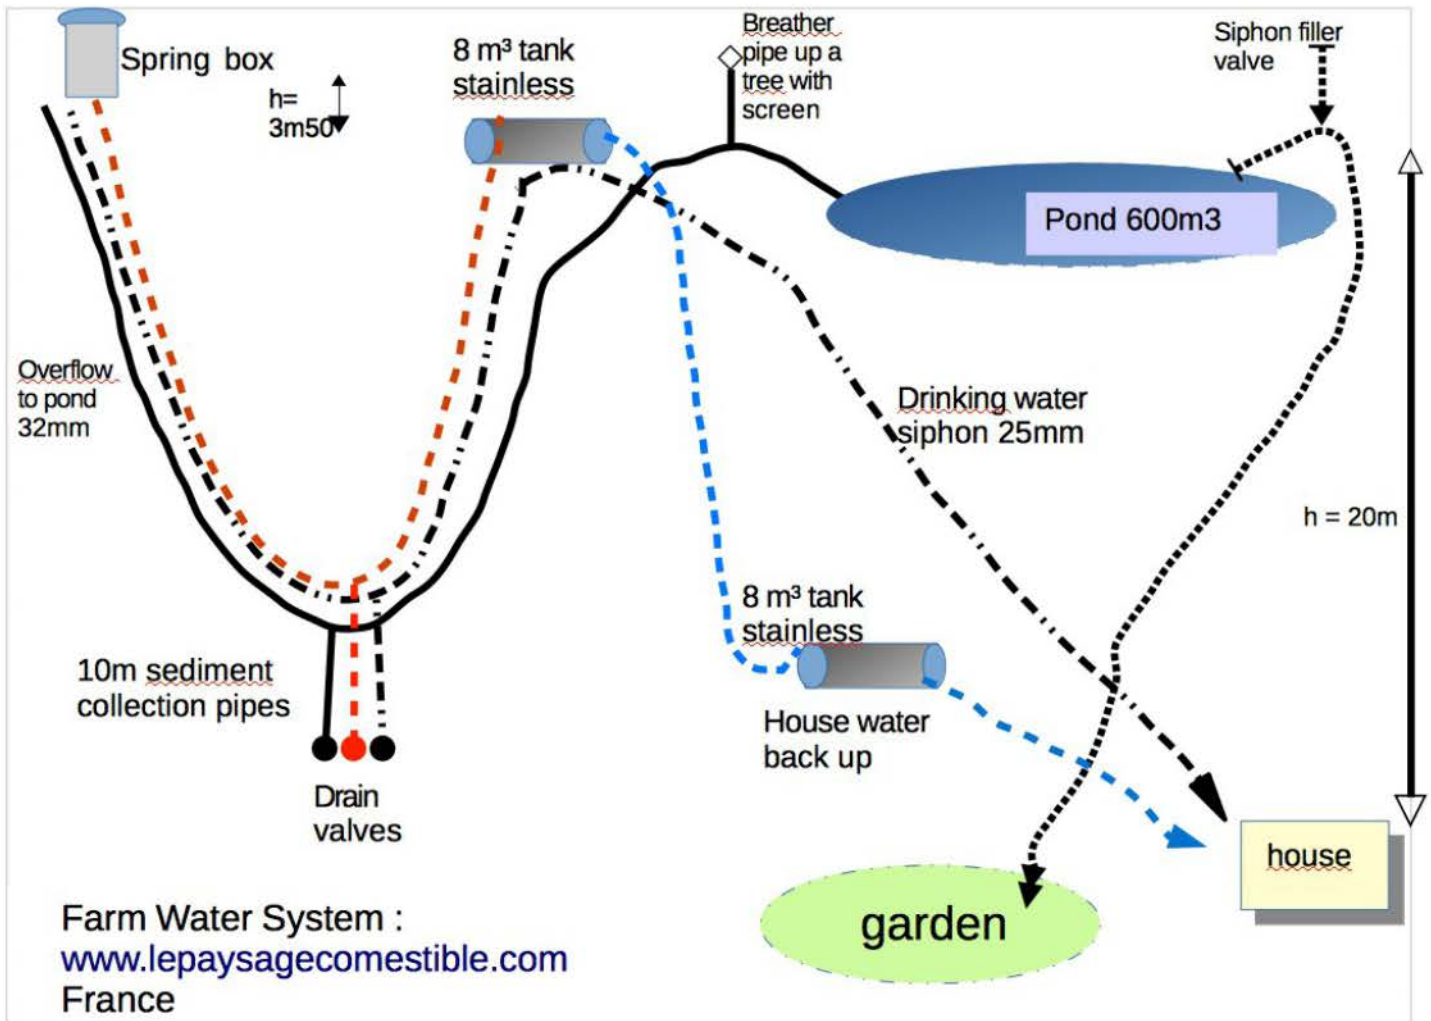 Spring box
h=
3m50
8 m³ tank
stainless
Breather
pipe up a
tree with
screen
Siphon filler
valve
Pond 600m3
Overflow
to pond
32mm
Drinking water
siphon 25mm
h = 20m
8 m³ tank
stainless
House water
back up
10m sediment
collection pipes
Drain
valves
house
garden
Farm Water System :
www.lepaysagecomestible.com
France